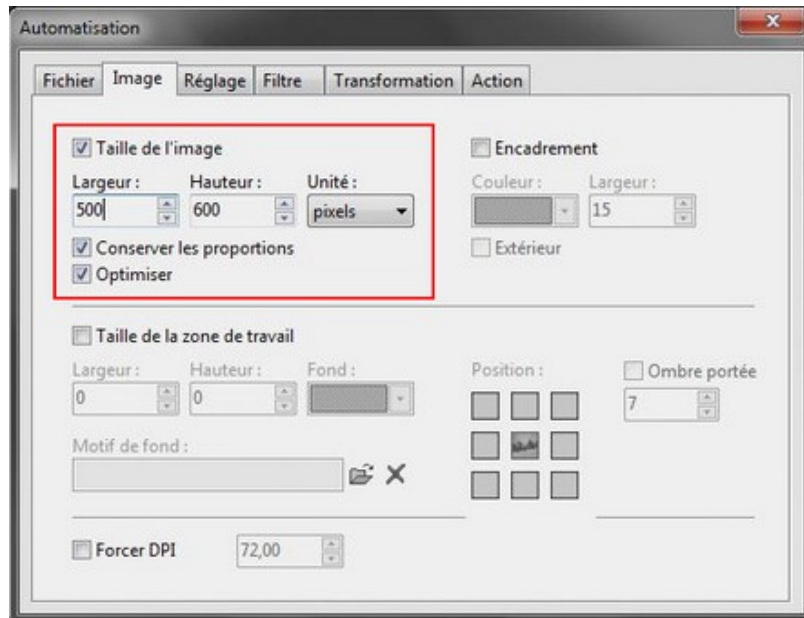 Automatisation
Fichier Image Réglage Filtre Transformation Action
Taille de l'image
Encadrement
Largeur : Hauteur : Unité :
Couleur : Largeur :
500 600 pixels
15
Conserver les proportions
Extérieur
Optimiser
Taille de la zone de travail
Largeur : Hauteur : Fond :
Position :
Ombre portée
0 0
7
Motif de fond :
Forcer DPI 72,00